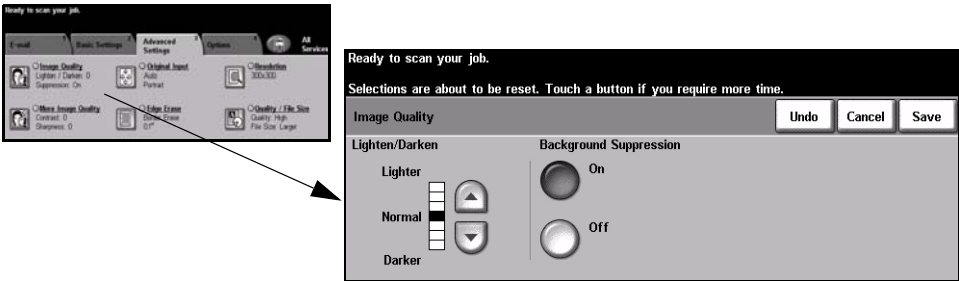 Ready to scan your job.
E-mail
Basic Settings
Advanced Settings
Options
All Services
Image Quality
Lighten / Darken: 0
Suppression: On
Original Input
Auto
Portrait
Resolution
300x300
More Image Quality
Contrast: 0
Sharpness: 0
Edge Erase
Border Erase
0.1"
Quality / File Size
Quality: High
File Size: Larger
Ready to scan your job.
Selections are about to be reset. Touch a button if you require more time.
Image Quality
Undo
Cancel
Save
Lighten/Darken
Background Suppression
Lighter
On
Normal
Off
Darker